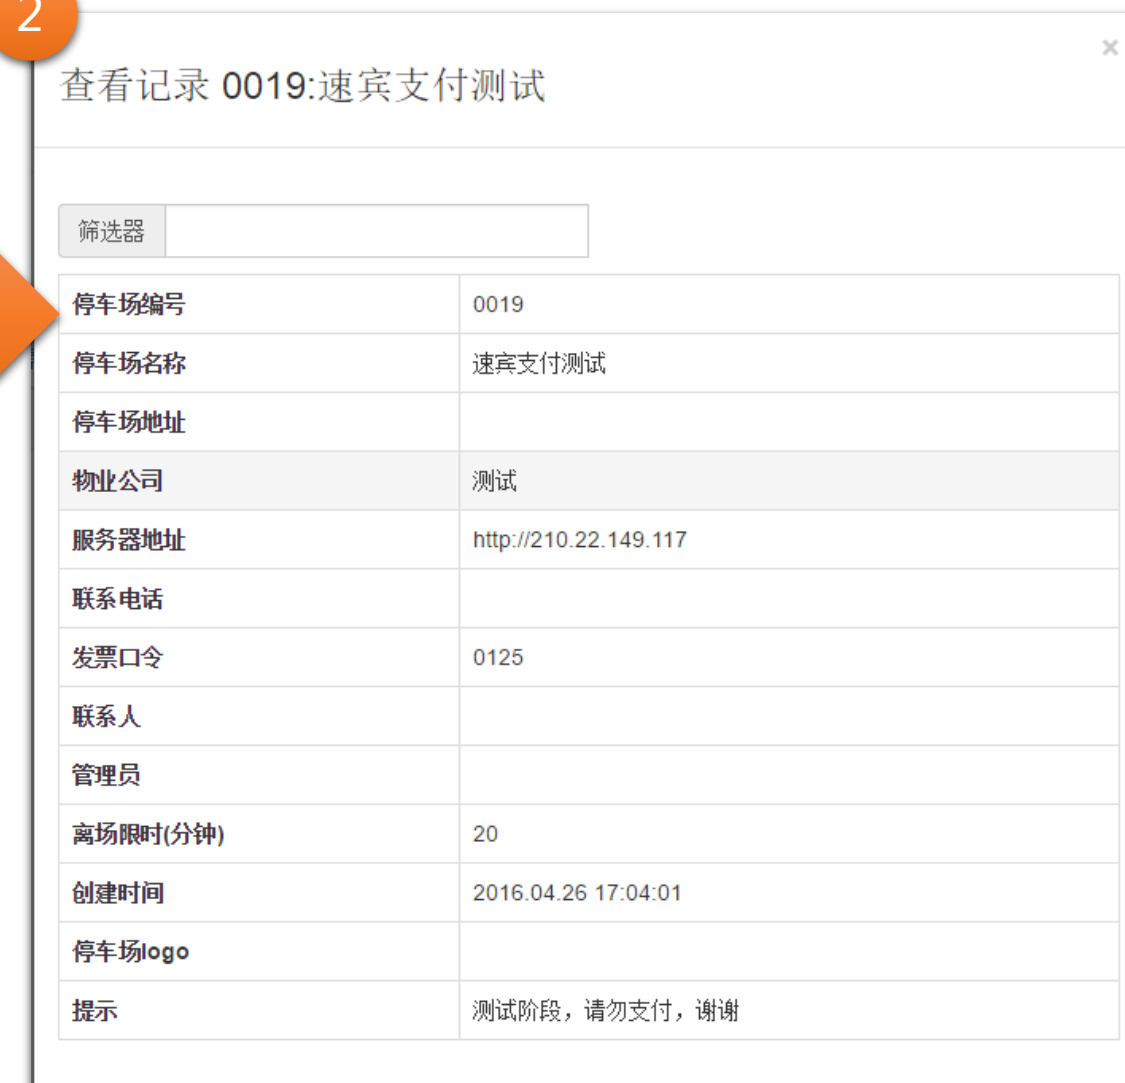 2
×
查看记录 0019:速宾支付测试
筛选器
停车场编号 0019
停车场名称 速宾支付测试
停车场地址
物业公司 测试
服务器地址 http://210.22.149.117
联系电话
发票口令 0125
联系人
管理员
离场限时(分钟) 20
创建时间 2016.04.26 17:04:01
停车场logo
提示 测试阶段，请勿支付，谢谢